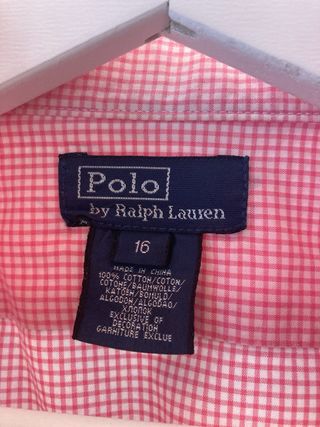 Polo
by Ralph Lauren
16
MADE IN CHINA
100% COTTON/COTON/
COTONE/BAUMWOLLE/
KATOEN/BOMULD/
ALGODON/ALGODAO/
ХЛОПОК
EXCLUSIVE OF
DECORATION
GARNITURE EXCLUE